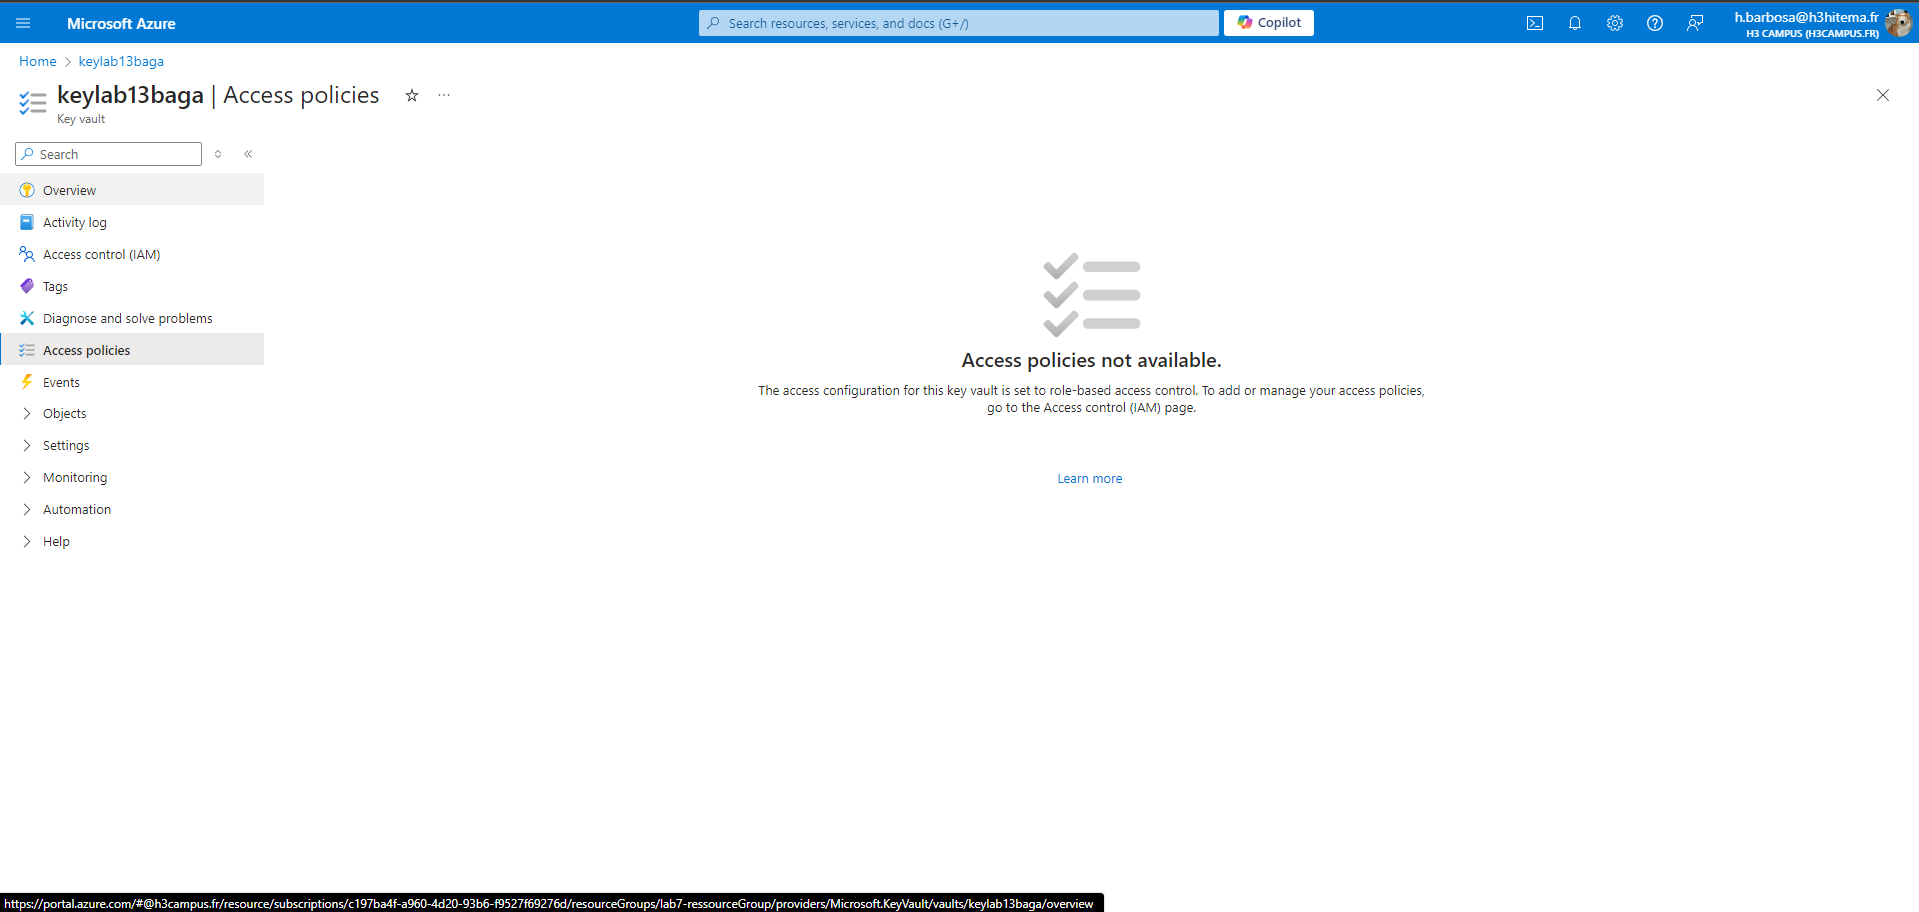 Microsoft Azure
Search resources, services, and docs (G+/)
Copilot
h.barbosa@h3hitema.fr
H3 CAMPUS (H3CAMPUS.FR)
Home > keylab13baga
keylab13baga | Access policies
Key vault
Search
Overview
Activity log
Access control (IAM)
Tags
Diagnose and solve problems
Access policies
Events
Objects
Settings
Monitoring
Automation
Help
Access policies not available.
The access configuration for this key vault is set to role-based access control. To add or manage your access policies,
go to the Access control (IAM) page.
Learn more
https://portal.azure.com/#@h3campus.fr/resource/subscriptions/c197ba4f-a960-4d20-93b6-f9527f69276d/resourceGroups/lab7-ressourceGroup/providers/Microsoft.KeyVault/vaults/keylab13baga/overview